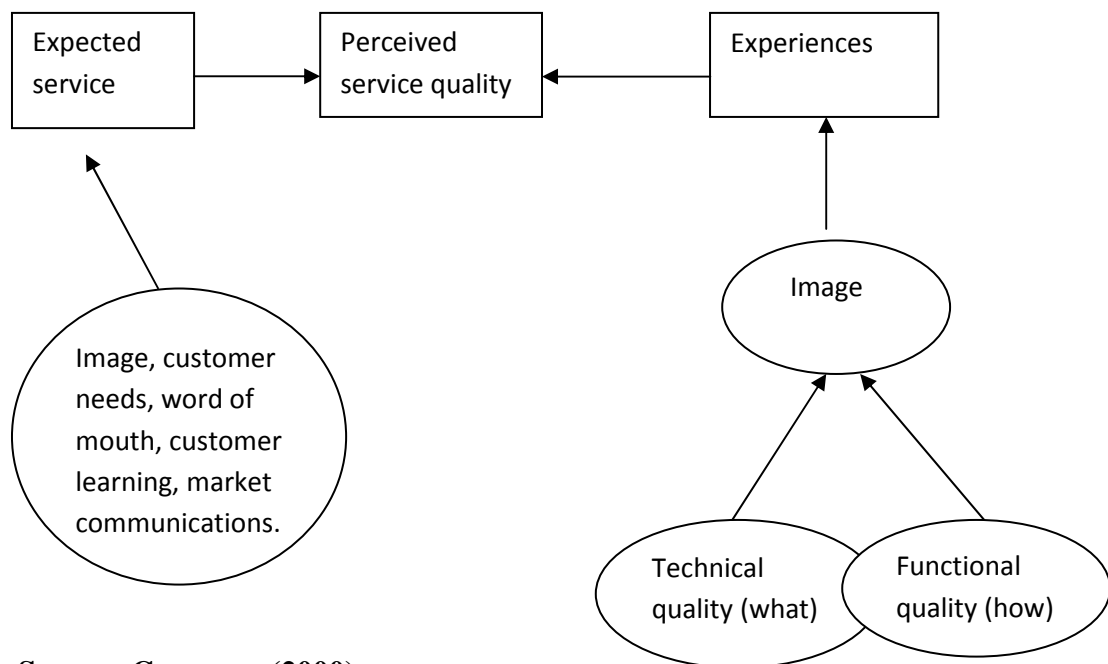 Expected
service
Perceived
service quality
Experiences
Image
Image, customer
needs, word of
mouth, customer
learning, market
communications.
Technical
quality (what)
Functional
quality (how)